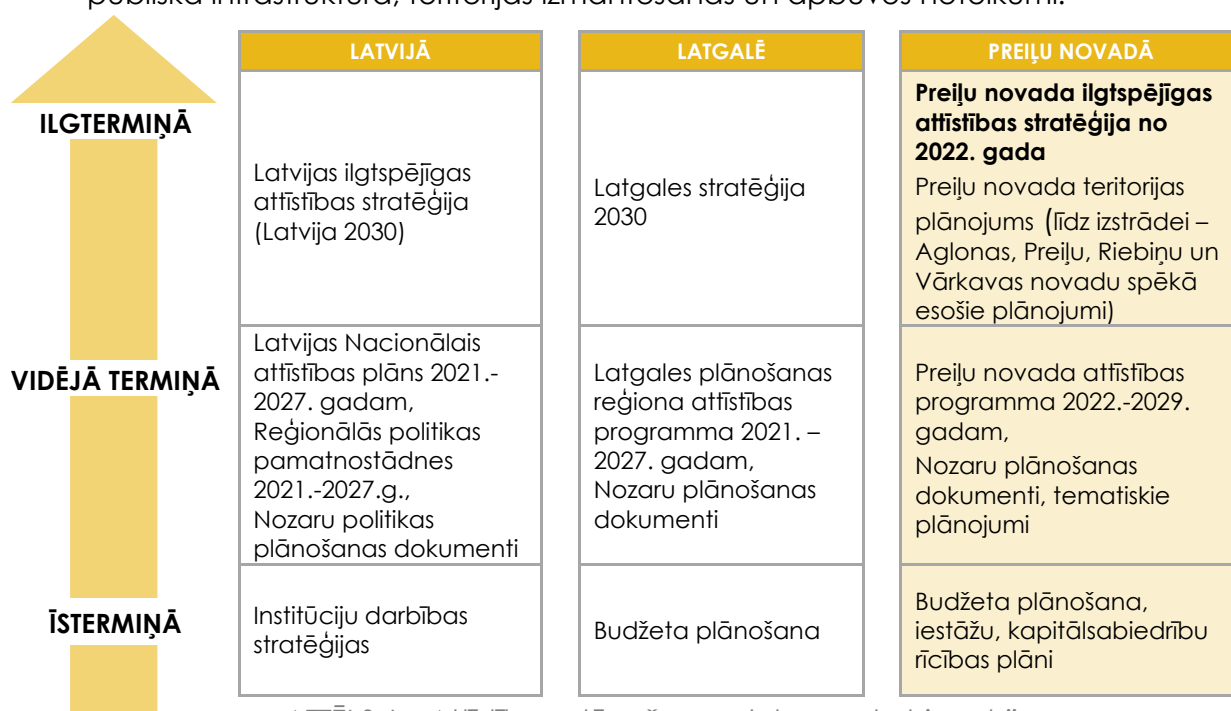 LATVIJĀ
LATGALĒ
PREIĻU NOVADĀ
ILGTERMIŅĀ
Latvijas ilgtspējīgas
attīstības stratēģija
(Latvija 2030)
Latgales stratēģija
2030
Preiļu novada ilgtspējīgas
attīstības stratēģija no
2022. gada
Preiļu novada teritorijas
plānojums (līdz izstrādei –
Aglonas, Preiļu, Riebiņu un
Vārkavas novadu spēkā
esošie plānojumi)
VIDĒJĀ TERMIŅĀ
Latvijas Nacionālais
attīstības plāns 2021.-
2027. gadam,
Reģionālās politikas
pamatnostādnes
2021.-2027.g.,
Nozaru politikas
plānošanas dokumenti
Latgales plānošanas
reģiona attīstības
programma 2021. –
2027. gadam,
Nozaru plānošanas
dokumenti
Preiļu novada attīstības
programma 2022.-2029.
gadam,
Nozaru plānošanas
dokumenti, tematiskie
plānojumi
ĪSTERMIŅĀ
Institūciju darbības
stratēģijas
Budžeta plānošana
Budžeta plānošana,
iestāžu, kapitālsabiedrību
rīcības plāni